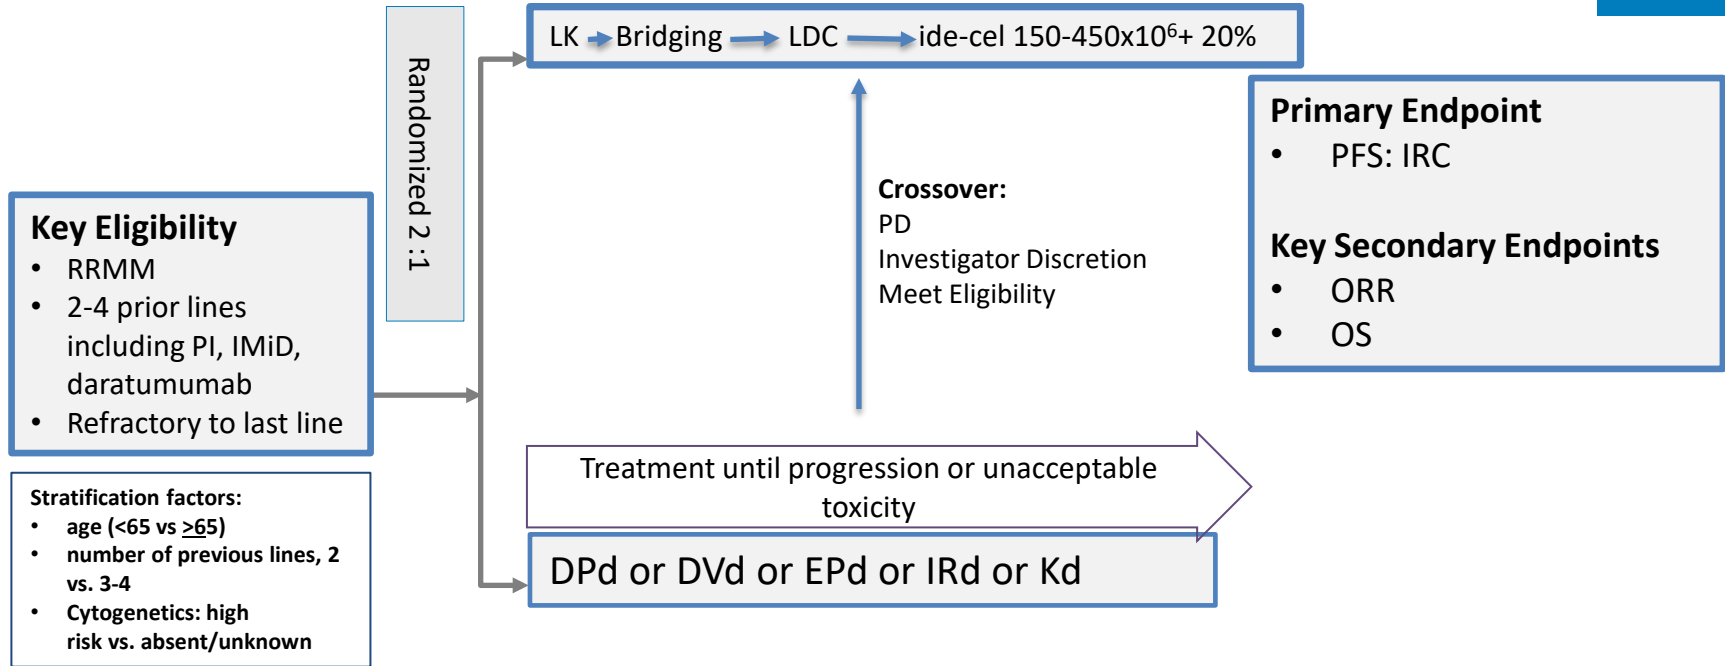 LK Bridging LDC ide-cel 150-450x10⁶+ 20%
Randomized 2 :1
Key Eligibility
• RRMM
• 2-4 prior lines
including PI, IMiD,
daratumumab
• Refractory to last line
Stratification factors:
• age (<65 vs >65)
• number of previous lines, 2
vs. 3-4
• Cytogenetics: high
risk vs. absent/unknown
Crossover:
PD
Investigator Discretion
Meet Eligibility
Treatment until progression or unacceptable
toxicity
DPd or DVd or EPd or IRd or Kd
Primary Endpoint
• PFS: IRC
Key Secondary Endpoints
• ORR
• OS